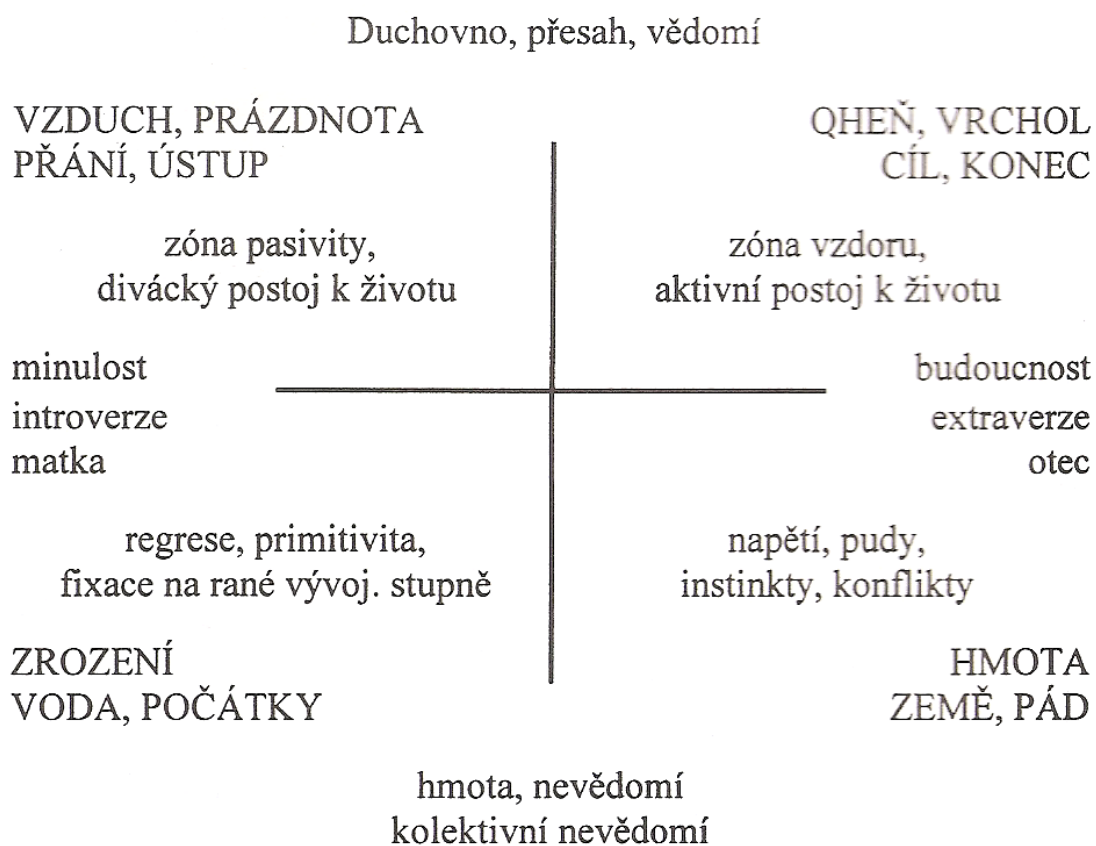 Duchovno, přesah, vědomí
VZDUCH, PRÁZDNOTA
PŘÁNÍ, ÚSTUP
QHEŇ, VRCHOL
CÍL, KONEC
zóna pasivity,
divácký postoj k životu
zóna vzdoru,
aktivní postoj k životu
minulost
introverze
matka
budoucnost
extraverze
otec
regrese, primitivita,
fixace na rané vývoj. stupně
napětí, pudy,
instinkty, konflikty
ZROZENÍ
VODA, POČÁTKY
HMOTA
ZEMĚ, PÁD
hmota, nevědomí
kolektivní nevědomí